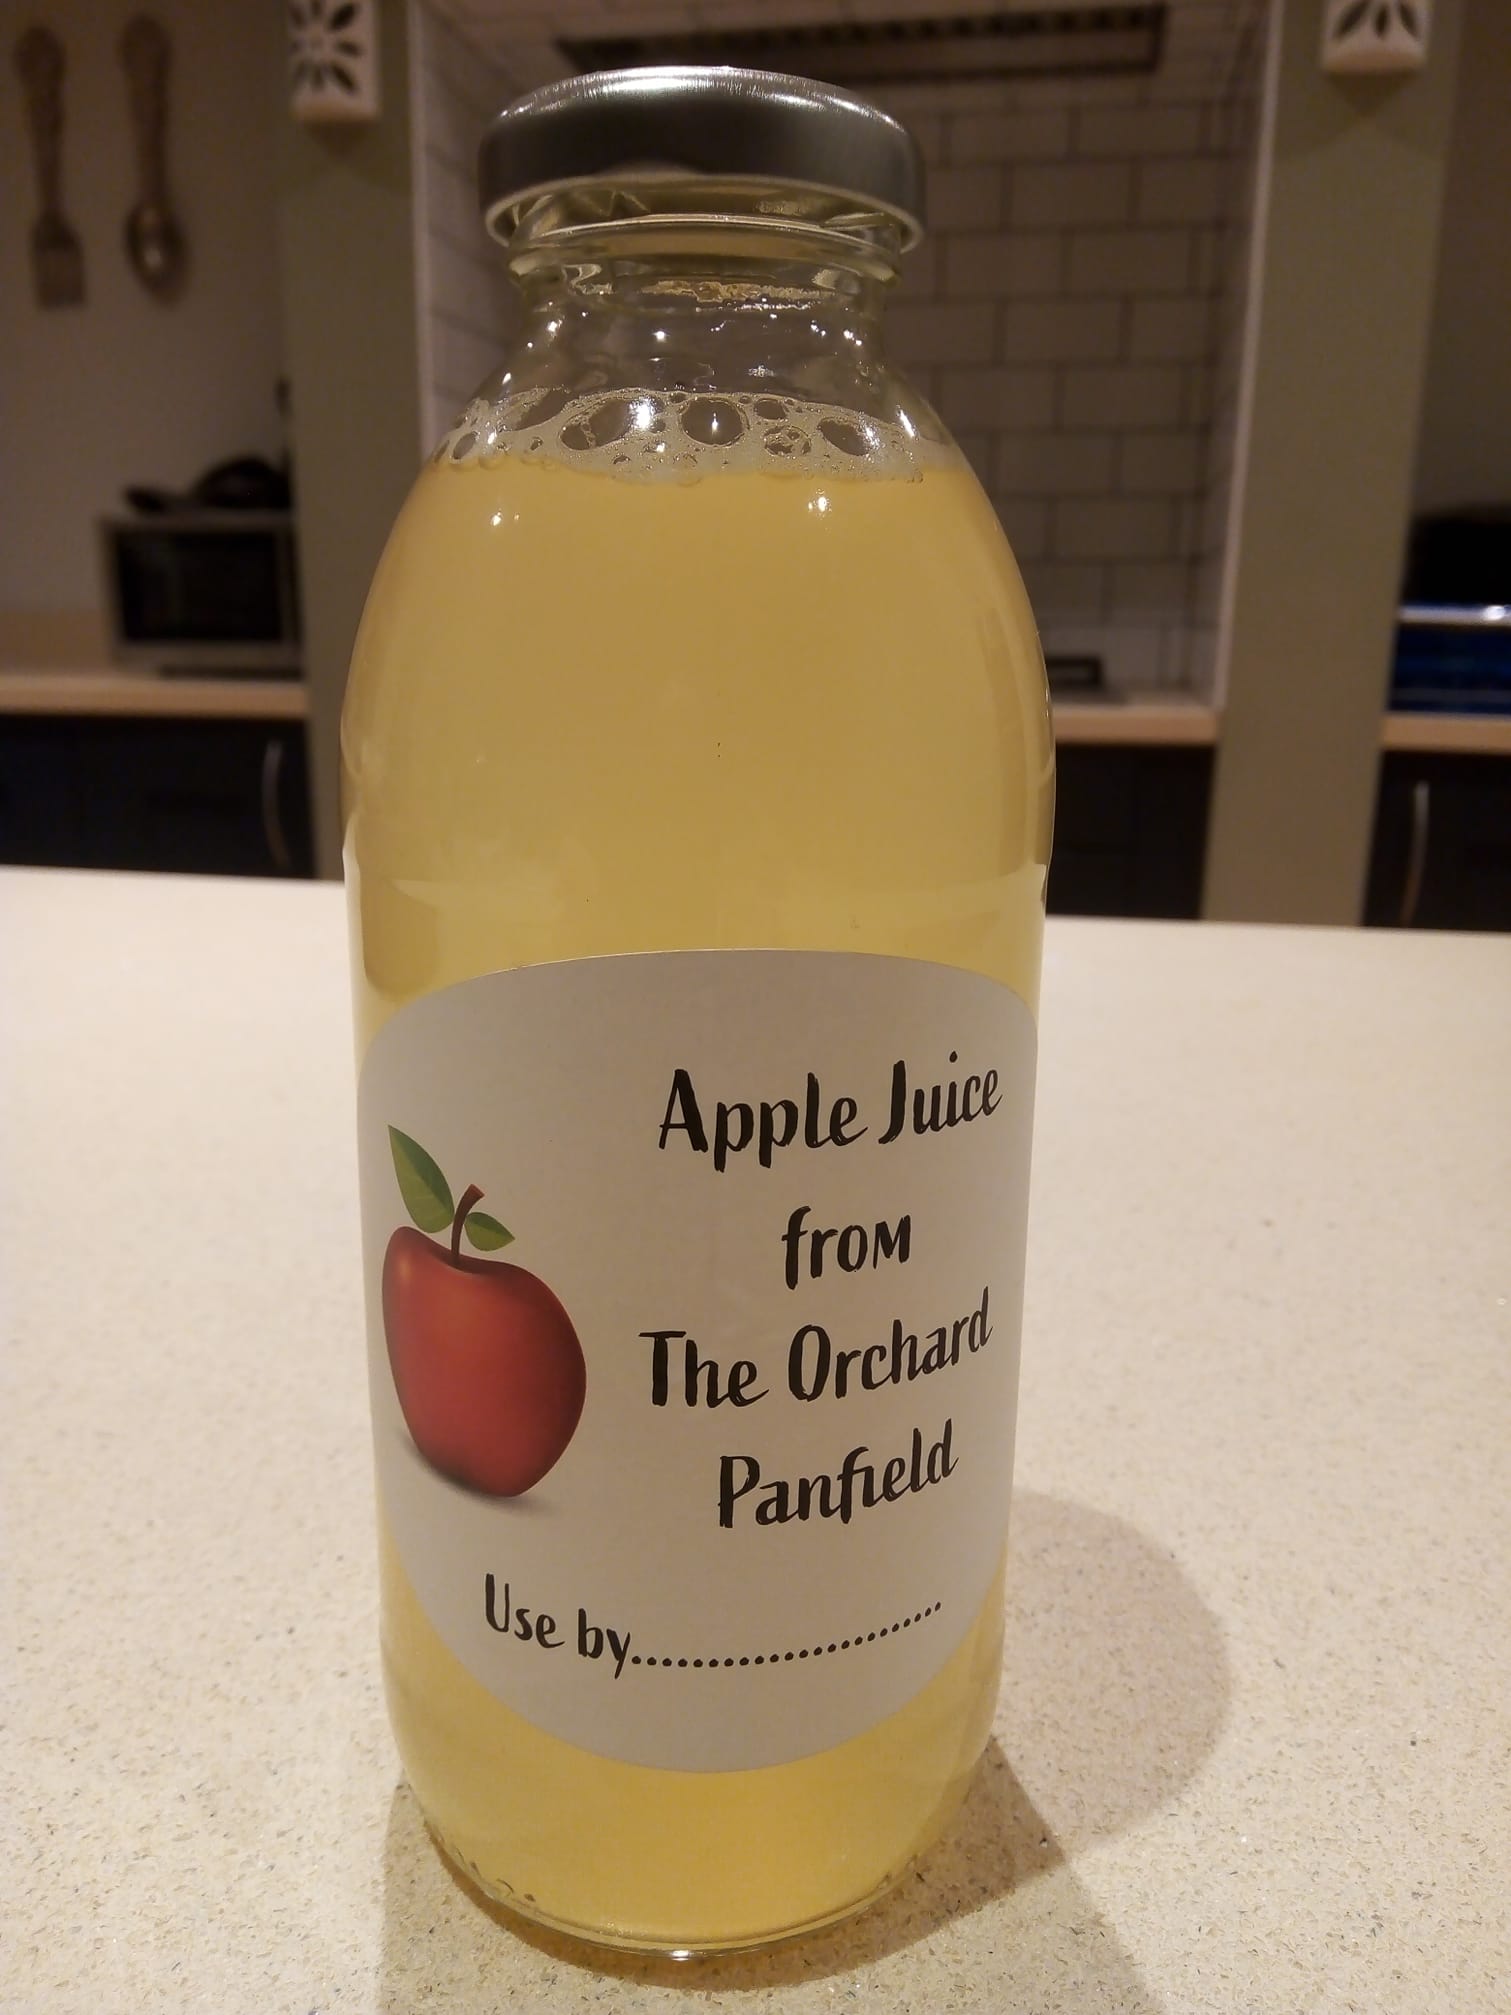 Apple Juice
from
The Orchard
Panfield
Use by.......................